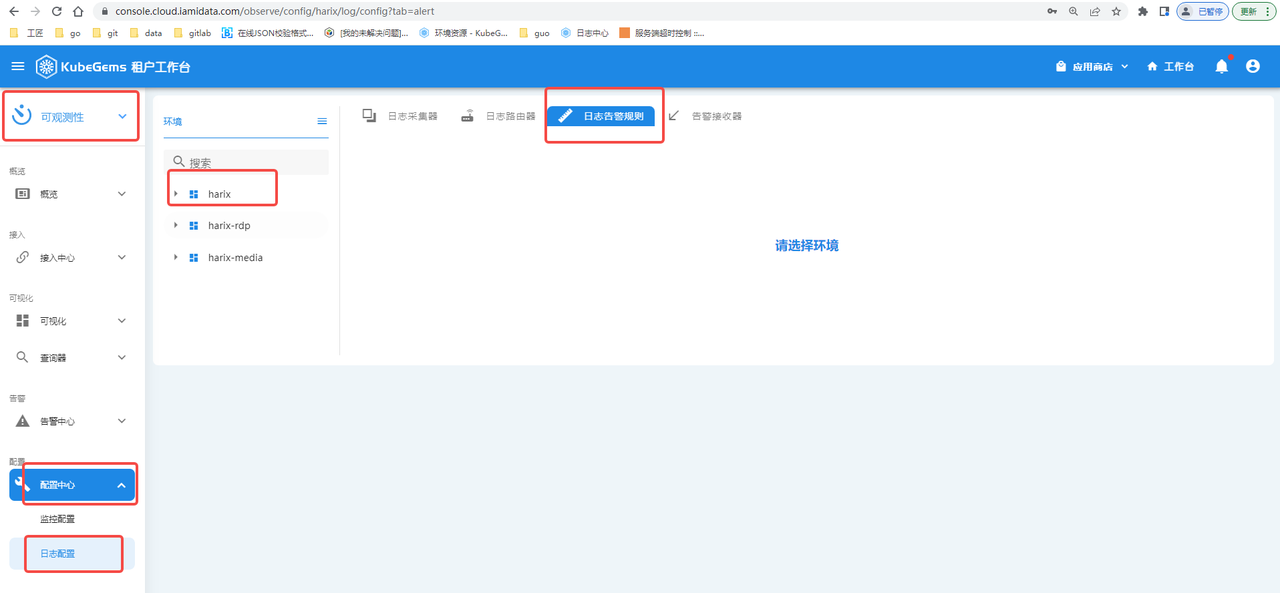 console.cloud.iamidata.com/observe/config/harix/log/config?tab=alert
已暂停
更新
工匠
go
git
data
gitlab
在线JSON校验格式...
[我的未解决问题]...
环境资源 - KubeG...
guo
日志中心
服务端超时控制 ::...
KubeGems 租户工作台
应用商店
工作台
可观测性
概览
概览
接入
接入中心
可视化
可视化
查询器
告警
告警中心
配置
配置中心
监控配置
日志配置
环境
搜索
harix
harix-rdp
harix-media
日志采集器
日志路由器
日志告警规则
告警接收器
请选择环境